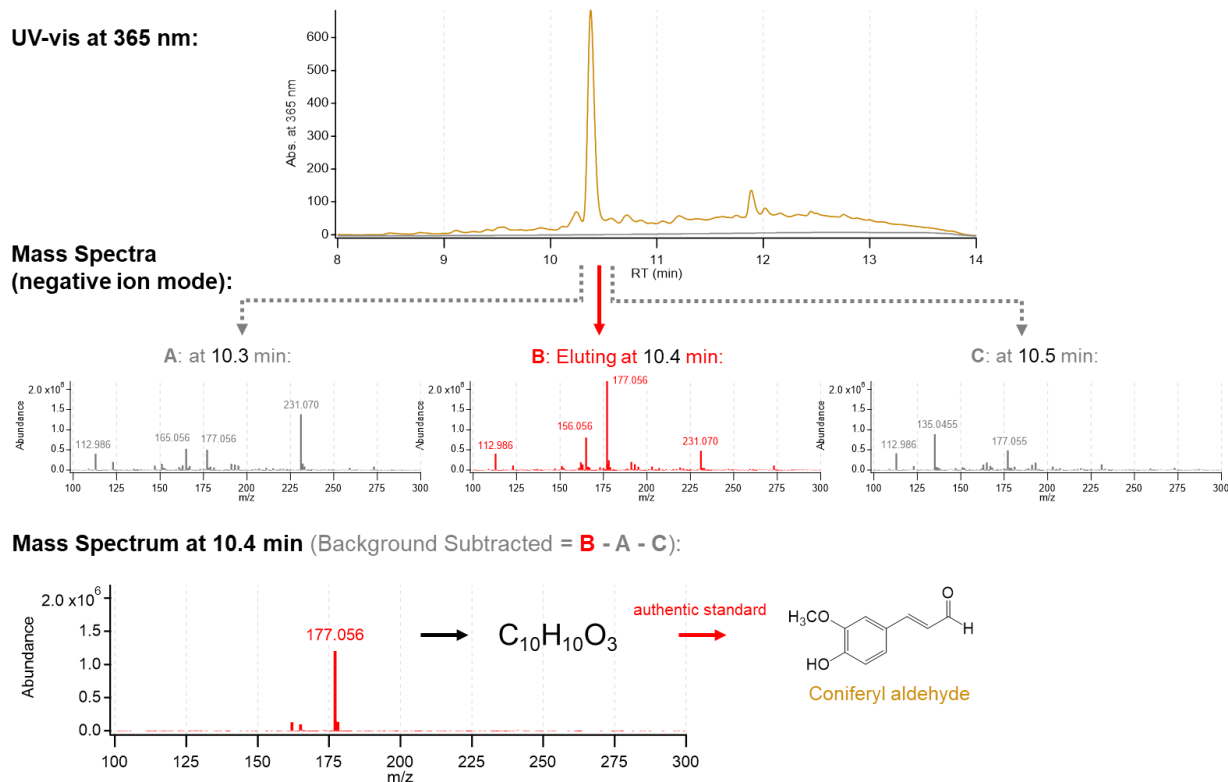 UV-vis at 365 nm:
Abs. at 365 nm
600
500
400
300
200
100
0
8
9
10
11
12
13
14
RT (min)
Mass Spectra
(negative ion mode):
A: at 10.3 min:
B: Eluting at 10.4 min:
C: at 10.5 min:
Abundance
2.0 x10⁶
1.5
1.0
0.5
0.0
112.986
165.056
177.056
231.070
100
125
150
175
200
225
250
275
300
m/z
Abundance
2.0 x10⁶
1.5
1.0
0.5
0.0
112.986
156.056
177.056
231.070
100
125
150
175
200
225
250
275
300
m/z
Abundance
2.0 x10⁶
1.5
1.0
0.5
0.0
112.986
135.0455
177.055
100
125
150
175
200
225
250
275
300
m/z
Mass Spectrum at 10.4 min (Background Subtracted = B - A - C):
Abundance
2.0 x10⁶
1.5
1.0
0.5
0.0
177.056
100
125
150
175
200
225
250
275
300
m/z
C₁₀H₁₀O₃
authentic standard
O
H₃CO
H
HO
Coniferyl aldehyde